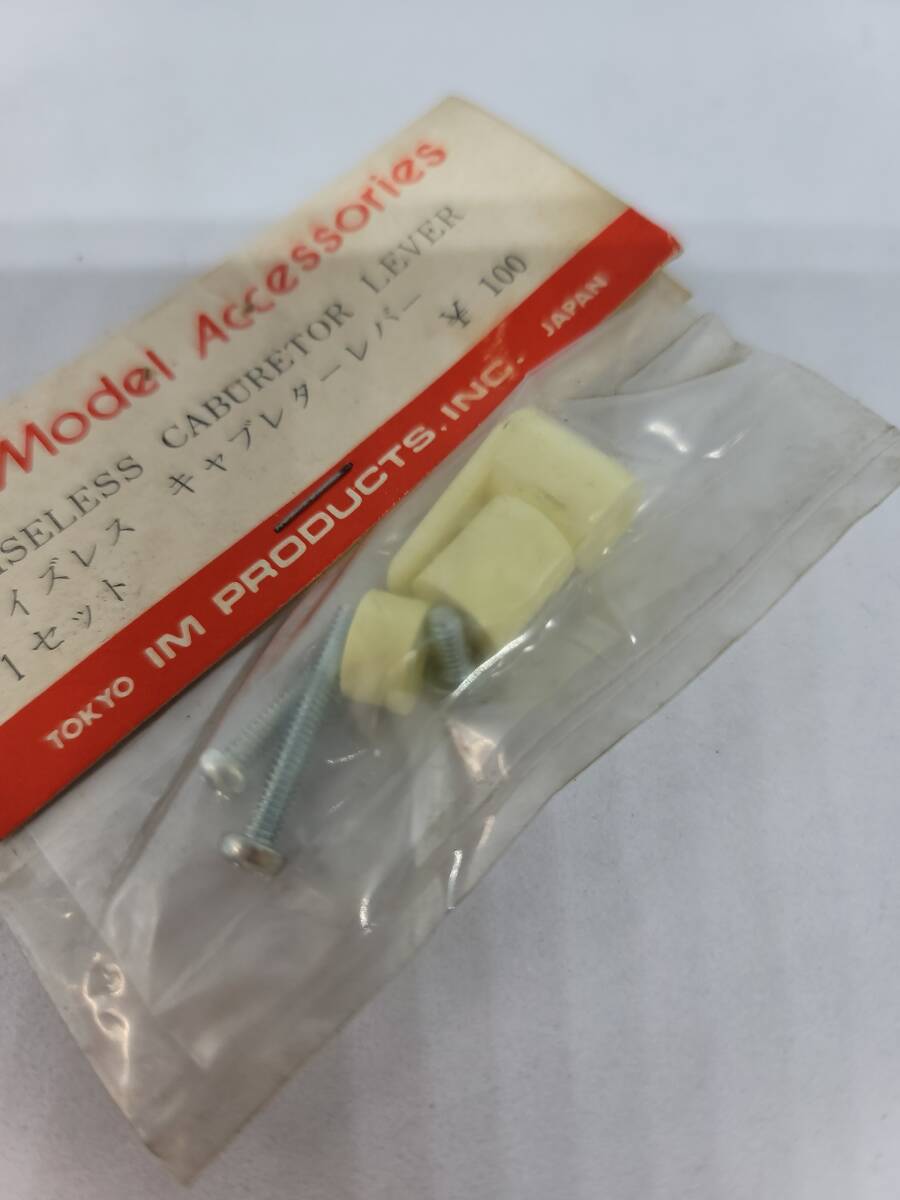 Model Accessories
ISELESS CABURETOR LEVER
イズレス キャブレターレバー
1セット ¥ 100
TOKYO IM PRODUCTS.INC. JAPAN